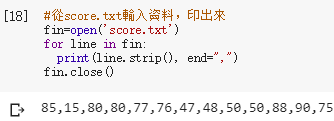 [18] #從score.txt輸入資料，印出來
fin=open('score.txt')
for line in fin:
  print(line.strip(), end=",")
fin.close()
85,15,80,80,77,76,47,48,50,50,88,90,75